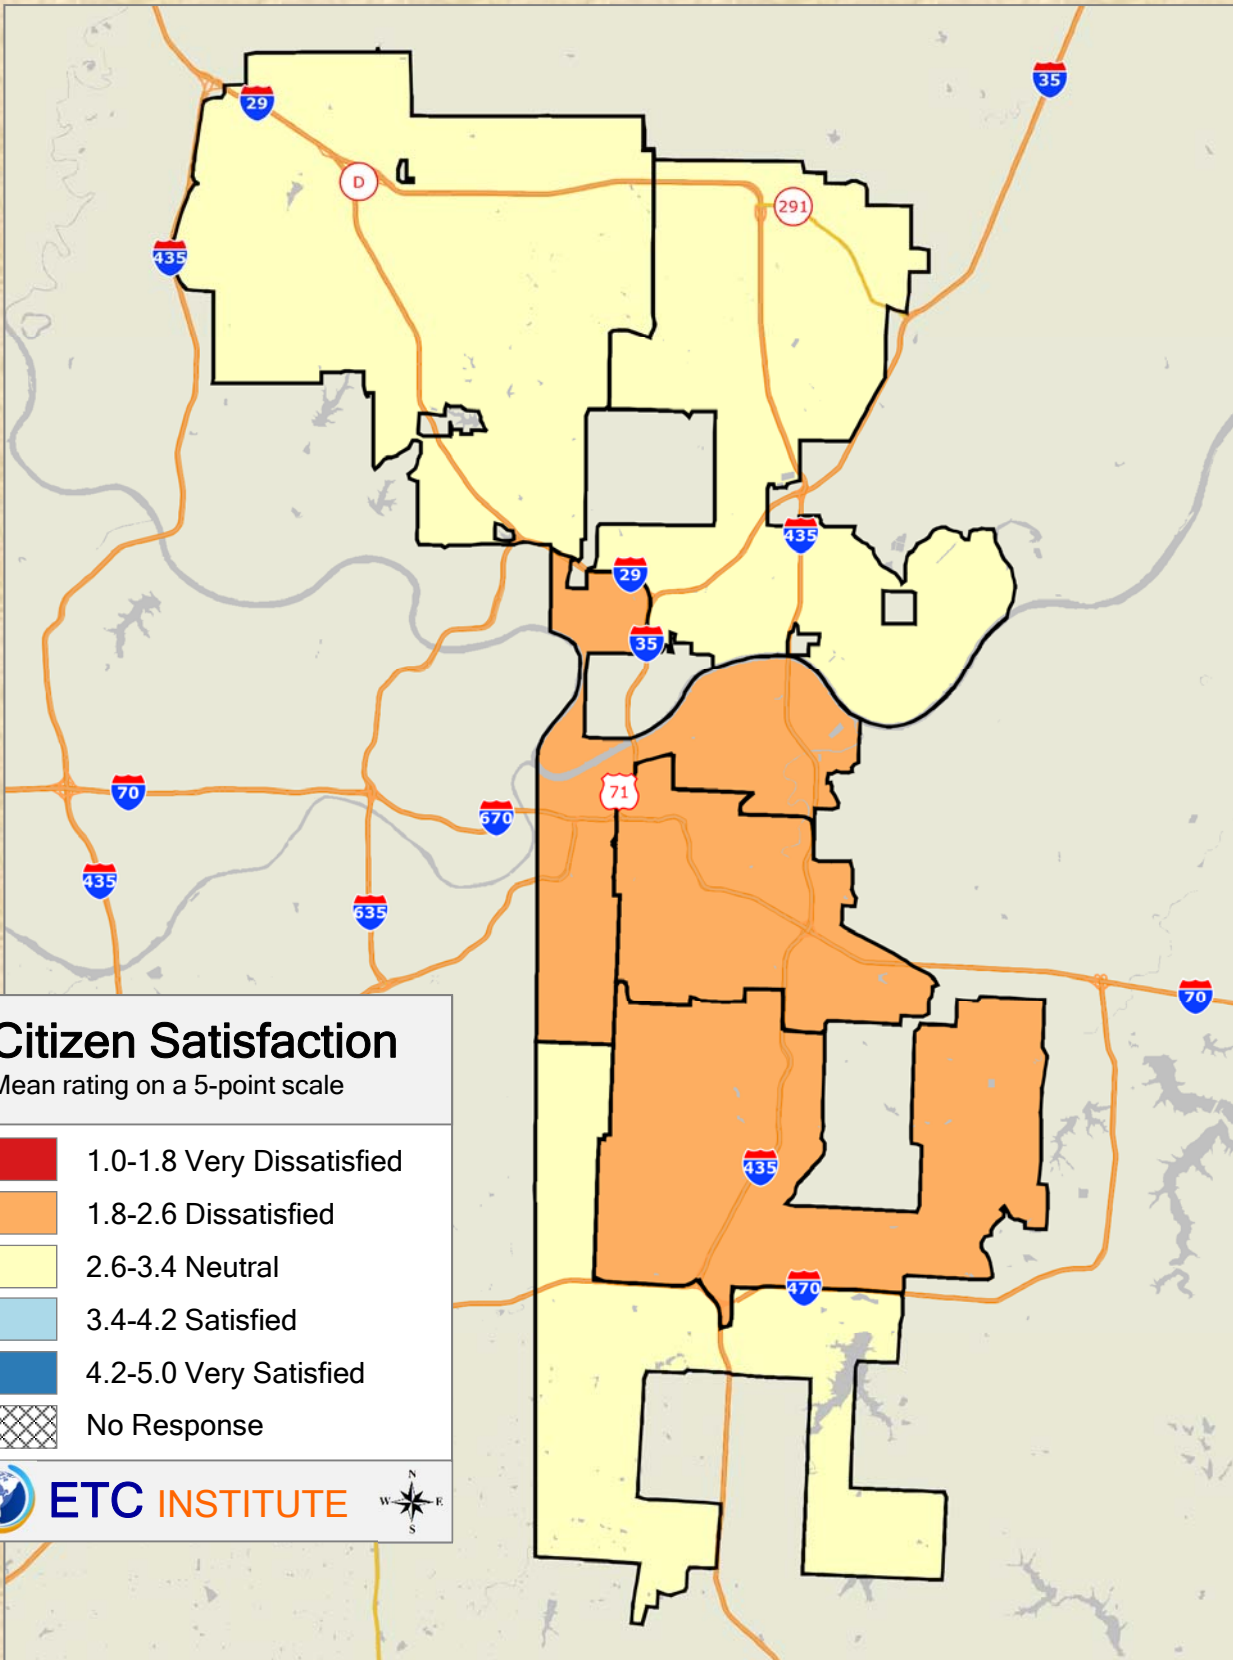 35
29
D
291
435
435
29
35
70
71
670
435
635
70
Citizen Satisfaction
Mean rating on a 5-point scale
1.0-1.8 Very Dissatisfied
435
1.8-2.6 Dissatisfied
2.6-3.4 Neutral
470
3.4-4.2 Satisfied
4.2-5.0 Very Satisfied
No Response
ETC INSTITUTE
N
W E
S